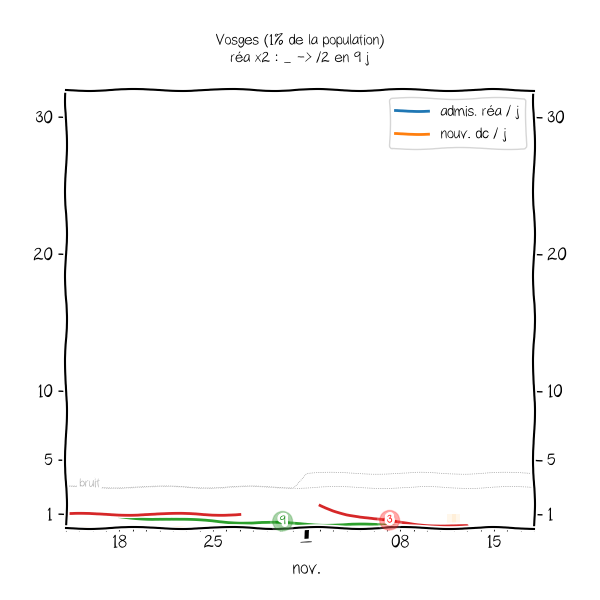 Vosges (1% de la population)
réa x2 : _ -> /2 en 9 j
admis. réa / j
nouv. dc / j
30
30
20
20
10
10
5
5
bruit
1
1
9
3
18
25
1
08
15
nov.